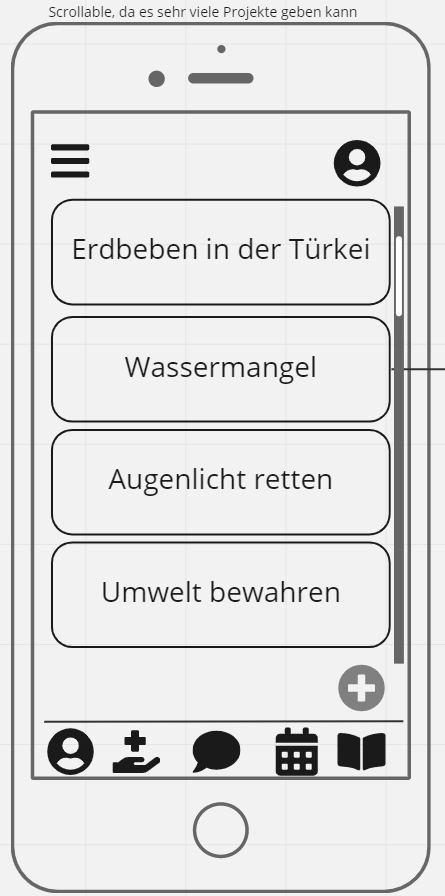 Scrollable, da es sehr viele Projekte geben kann
Erdbeben in der Türkei
Wassermangel
Augenlicht retten
Umwelt bewahren